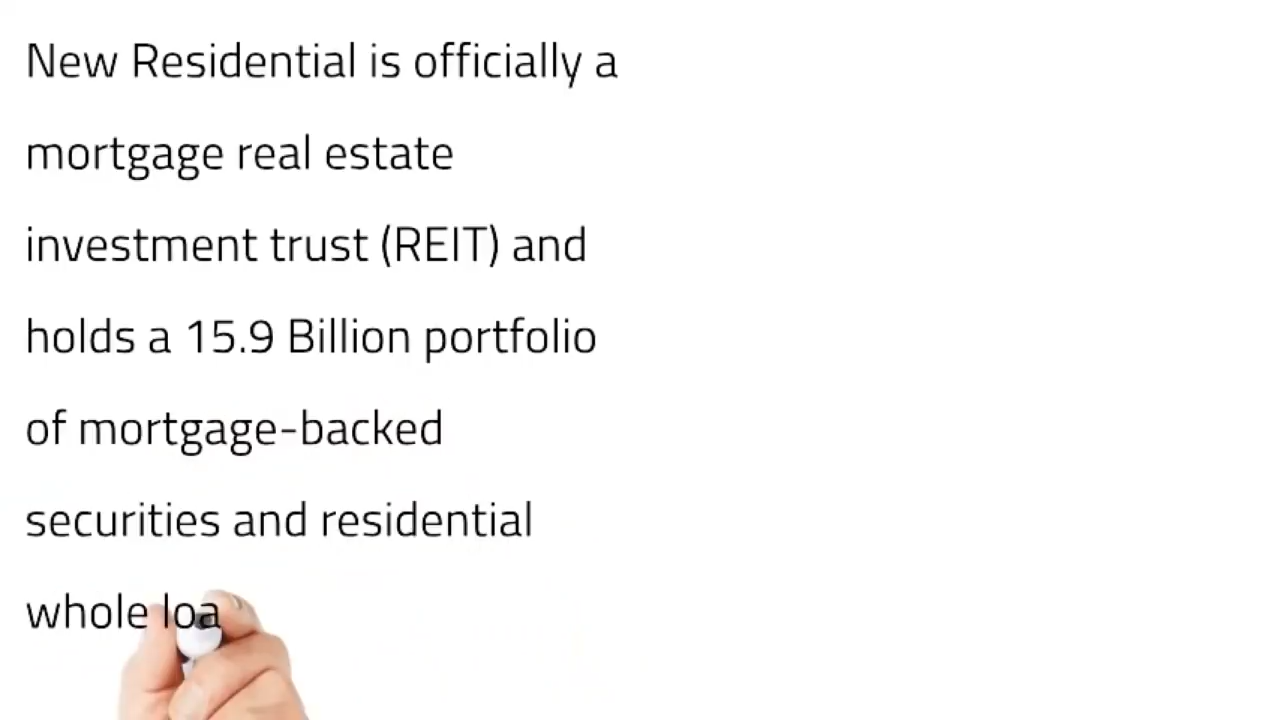 New Residential is officially a
mortgage real estate
investment trust (REIT) and
holds a 15.9 Billion portfolio
of mortgage-backed
securities and residential
whole loa